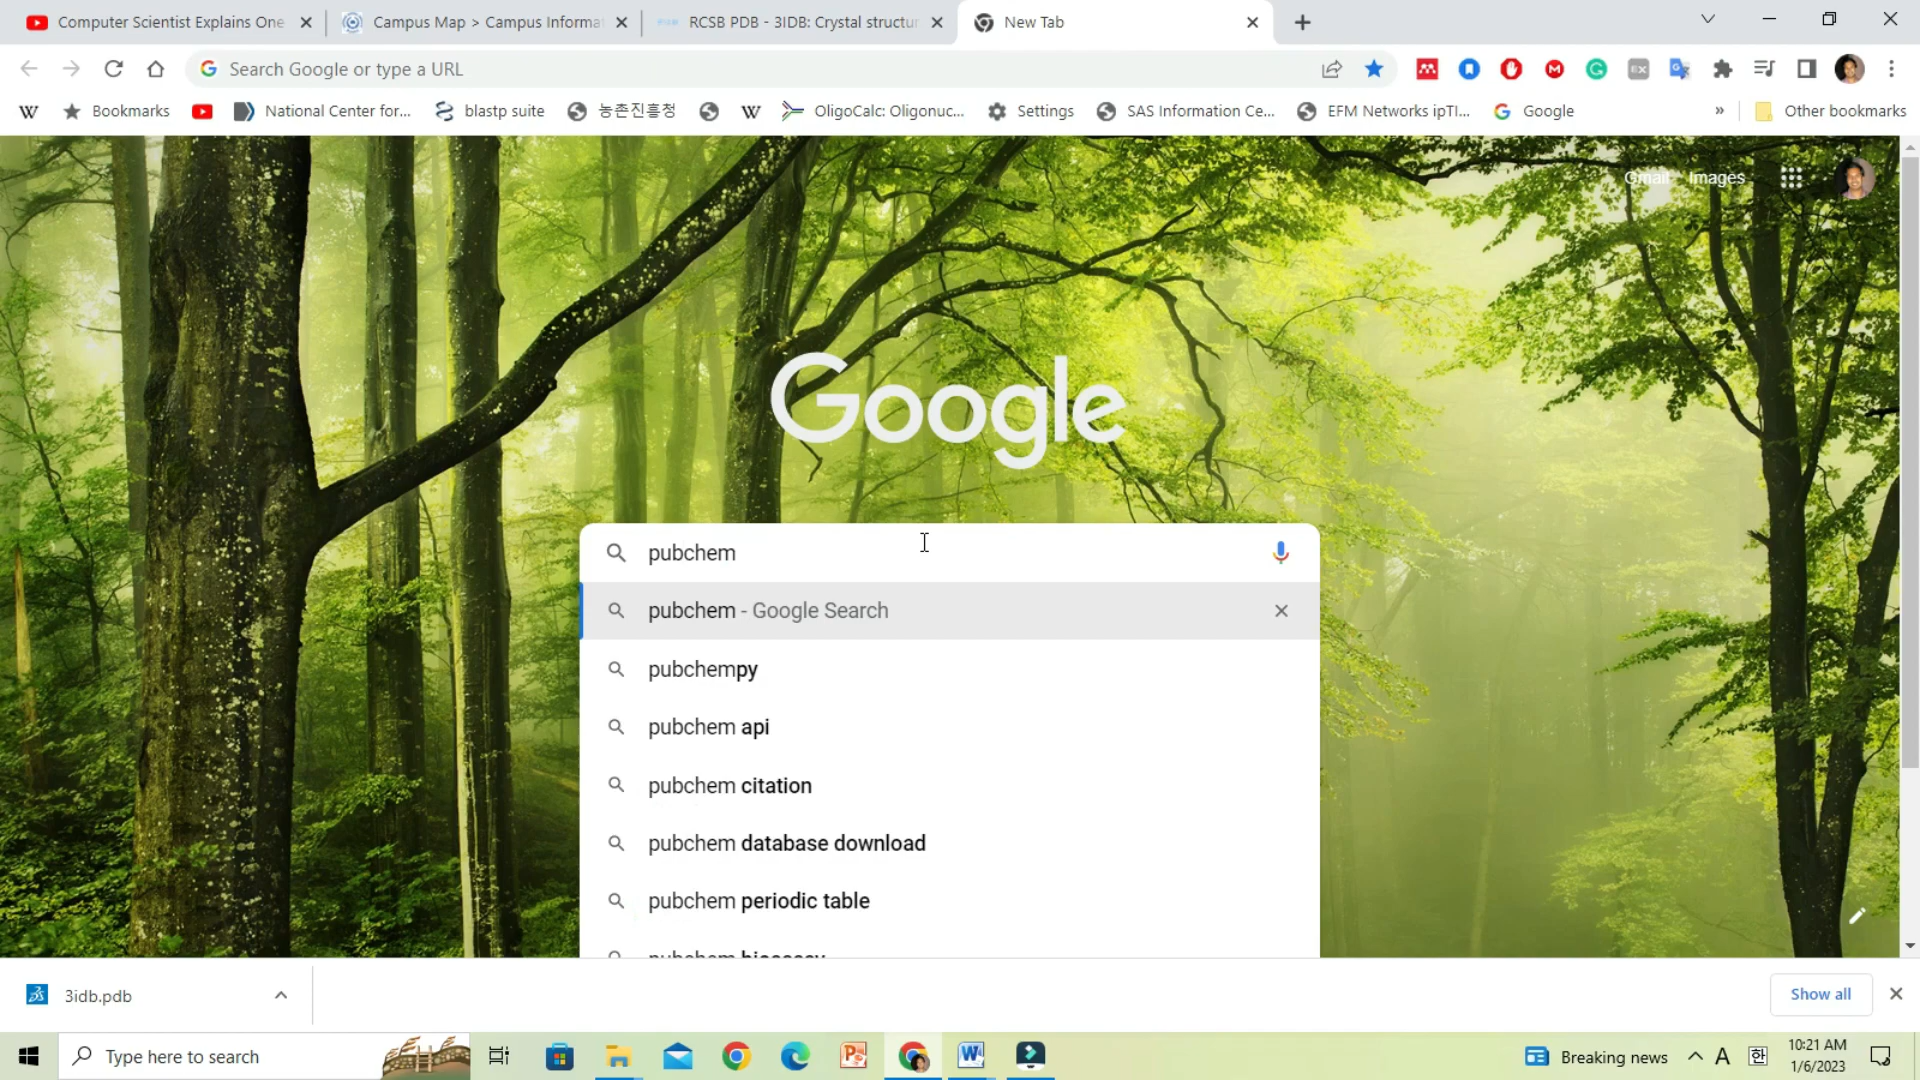 Computer Scientist Explains One
Campus Map > Campus Informat
RCSB PDB - 3IDB: Crystal structur
New Tab
Search Google or type a URL
Bookmarks
National Center for...
blastp suite
농촌진흥청
OligoCalc: Oligonuc...
Settings
SAS Information Ce...
EFM Networks ipTI...
Google
»
Other bookmarks
Gmail Images
Google
pubchem
pubchem - Google Search
pubchempy
pubchem api
pubchem citation
pubchem database download
pubchem periodic table
pubchem bioassay
3idb.pdb
Show all
Type here to search
Breaking news
A
한
10:21 AM
1/6/2023